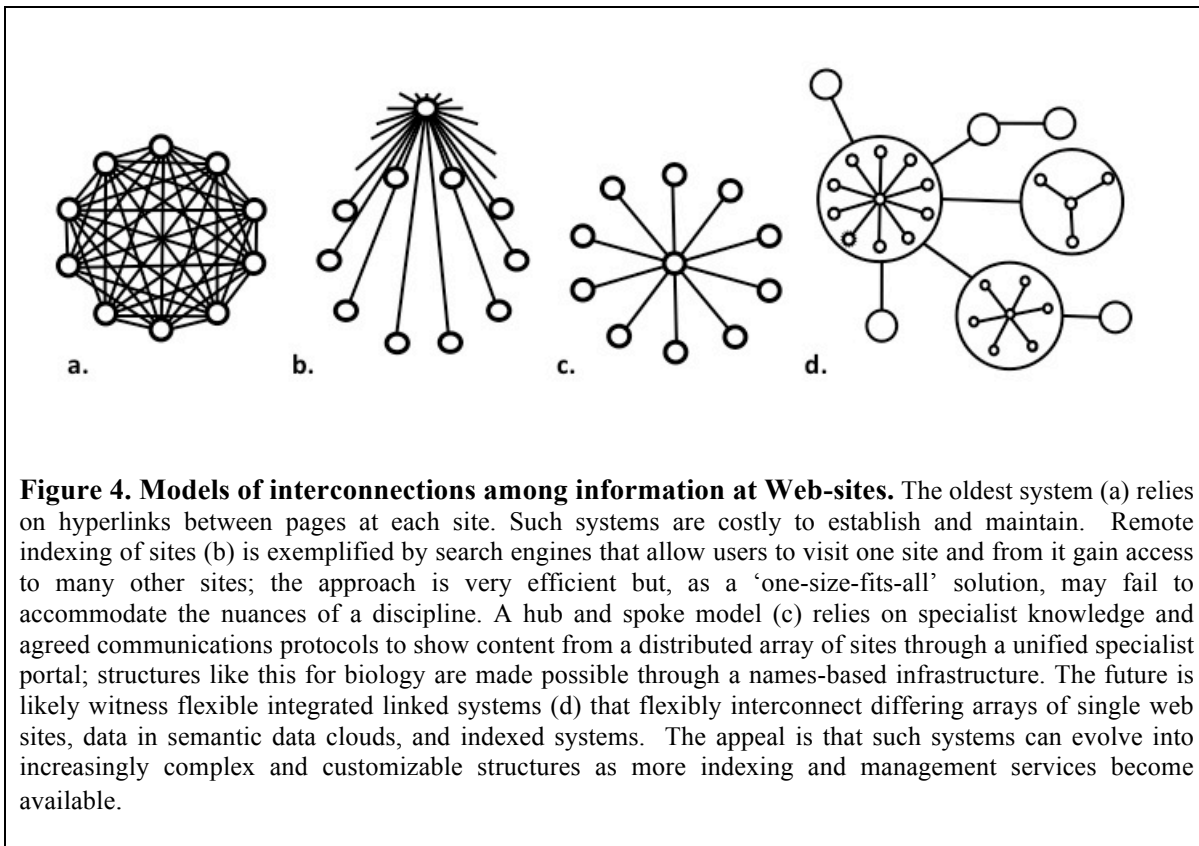 a.
b.
c.
d.
Figure 4. Models of interconnections among information at Web-sites. The oldest system (a) relies
on hyperlinks between pages at each site. Such systems are costly to establish and maintain. Remote
indexing of sites (b) is exemplified by search engines that allow users to visit one site and from it gain access
to many other sites; the approach is very efficient but, as a ‘one-size-fits-all’ solution, may fail to
accommodate the nuances of a discipline. A hub and spoke model (c) relies on specialist knowledge and
agreed communications protocols to show content from a distributed array of sites through a unified specialist
portal; structures like this for biology are made possible through a names-based infrastructure. The future is
likely witness flexible integrated linked systems (d) that flexibly interconnect differing arrays of single web
sites, data in semantic data clouds, and indexed systems. The appeal is that such systems can evolve into
increasingly complex and customizable structures as more indexing and management services become
available.